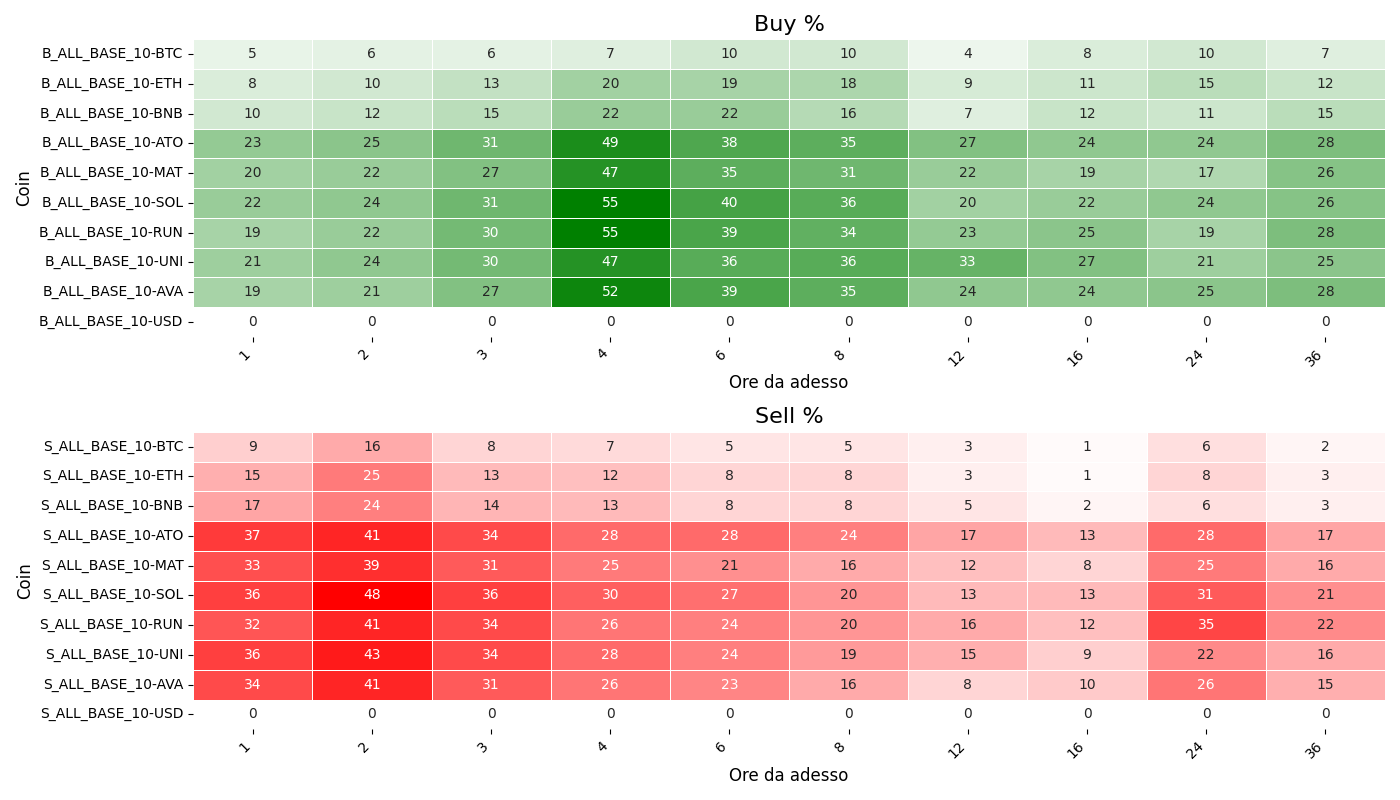 Buy %
Coin
B_ALL_BASE_10-BTC 5 6 6 7 10 10 4 8 10 7
B_ALL_BASE_10-ETH 8 10 13 20 19 18 9 11 15 12
B_ALL_BASE_10-BNB 10 12 15 22 22 16 7 12 11 15
B_ALL_BASE_10-ATO 23 25 31 49 38 35 27 24 24 28
B_ALL_BASE_10-MAT 20 22 27 47 35 31 22 19 17 26
B_ALL_BASE_10-SOL 22 24 31 55 40 36 20 22 24 26
B_ALL_BASE_10-RUN 19 22 30 55 39 34 23 25 19 28
B_ALL_BASE_10-UNI 21 24 30 47 36 36 33 27 21 25
B_ALL_BASE_10-AVA 19 21 27 52 39 35 24 24 25 28
B_ALL_BASE_10-USD 0 0 0 0 0 0 0 0 0 0
1 2 3 4 6 8 12 16 24 36
Ore da adesso
Sell %
Coin
S_ALL_BASE_10-BTC 9 16 8 7 5 5 3 1 6 2
S_ALL_BASE_10-ETH 15 25 13 12 8 8 3 1 8 3
S_ALL_BASE_10-BNB 17 24 14 13 8 8 5 2 6 3
S_ALL_BASE_10-ATO 37 41 34 28 28 24 17 13 28 17
S_ALL_BASE_10-MAT 33 39 31 25 21 16 12 8 25 16
S_ALL_BASE_10-SOL 36 48 36 30 27 20 13 13 31 21
S_ALL_BASE_10-RUN 32 41 34 26 24 20 16 12 35 22
S_ALL_BASE_10-UNI 36 43 34 28 24 19 15 9 22 16
S_ALL_BASE_10-AVA 34 41 31 26 23 16 8 10 26 15
S_ALL_BASE_10-USD 0 0 0 0 0 0 0 0 0 0
1 2 3 4 6 8 12 16 24 36
Ore da adesso